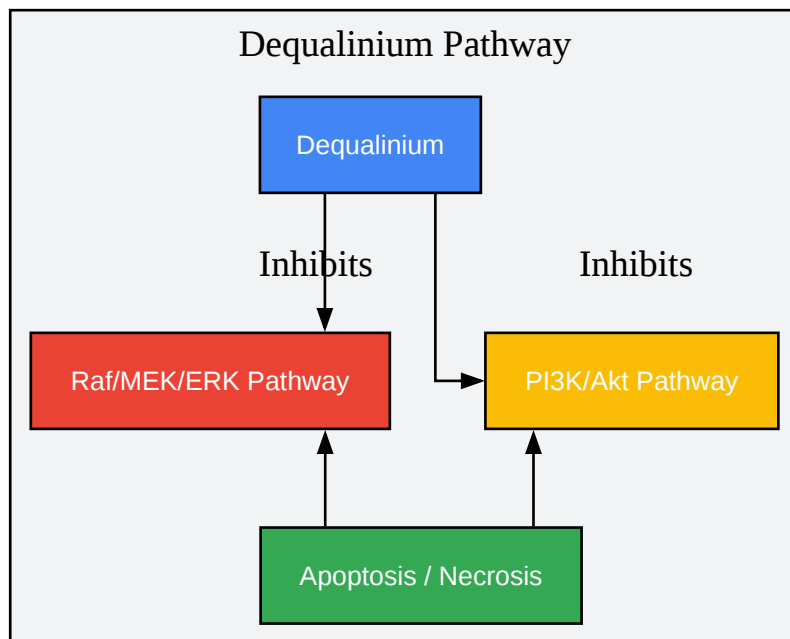 Dequalinium Pathway
Dequalinium
Inhibits
Inhibits
Raf/MEK/ERK Pathway
PI3K/Akt Pathway
Apoptosis / Necrosis